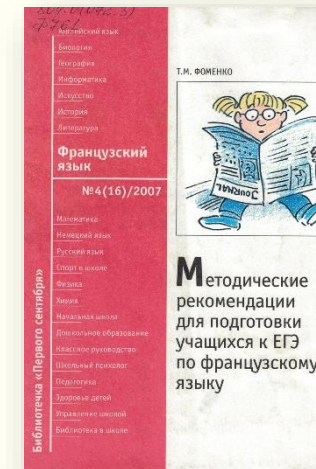 Английский язык
Биология
География
Информатика
Искусство
История
Литература
Французский
язык
№4(16)/2007
Математика
Немецкий язык
Русский язык
Спорт в школе
Физика
Химия
Начальная школа
Дошкольное образование
Классное руководство
Школьный психолог
Педагогика
Здоровье детей
Управление школой
Библиотека в школе
Библиотечка «Первого сентября»
Т.М. ФОМЕНКО
JOURNAL
Методические
рекомендации
для подготовки
учащихся к ЕГЭ
по французскому
языку